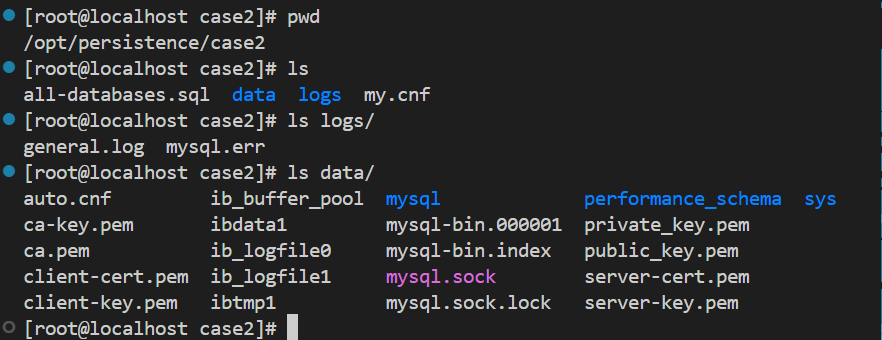 [root@localhost case2]# pwd
/opt/persistence/case2
[root@localhost case2]# ls
all-databases.sql  data  logs  my.cnf
[root@localhost case2]# ls logs/
general.log  mysql.err
[root@localhost case2]# ls data/
auto.cnf         ib_buffer_pool  mysql             performance_schema  sys
ca-key.pem       ibdata1         mysql-bin.000001  private_key.pem
ca.pem           ib_logfile0     mysql-bin.index   public_key.pem
client-cert.pem  ib_logfile1     mysql.sock        server-cert.pem
client-key.pem   ibtmp1          mysql.sock.lock   server-key.pem
[root@localhost case2]#